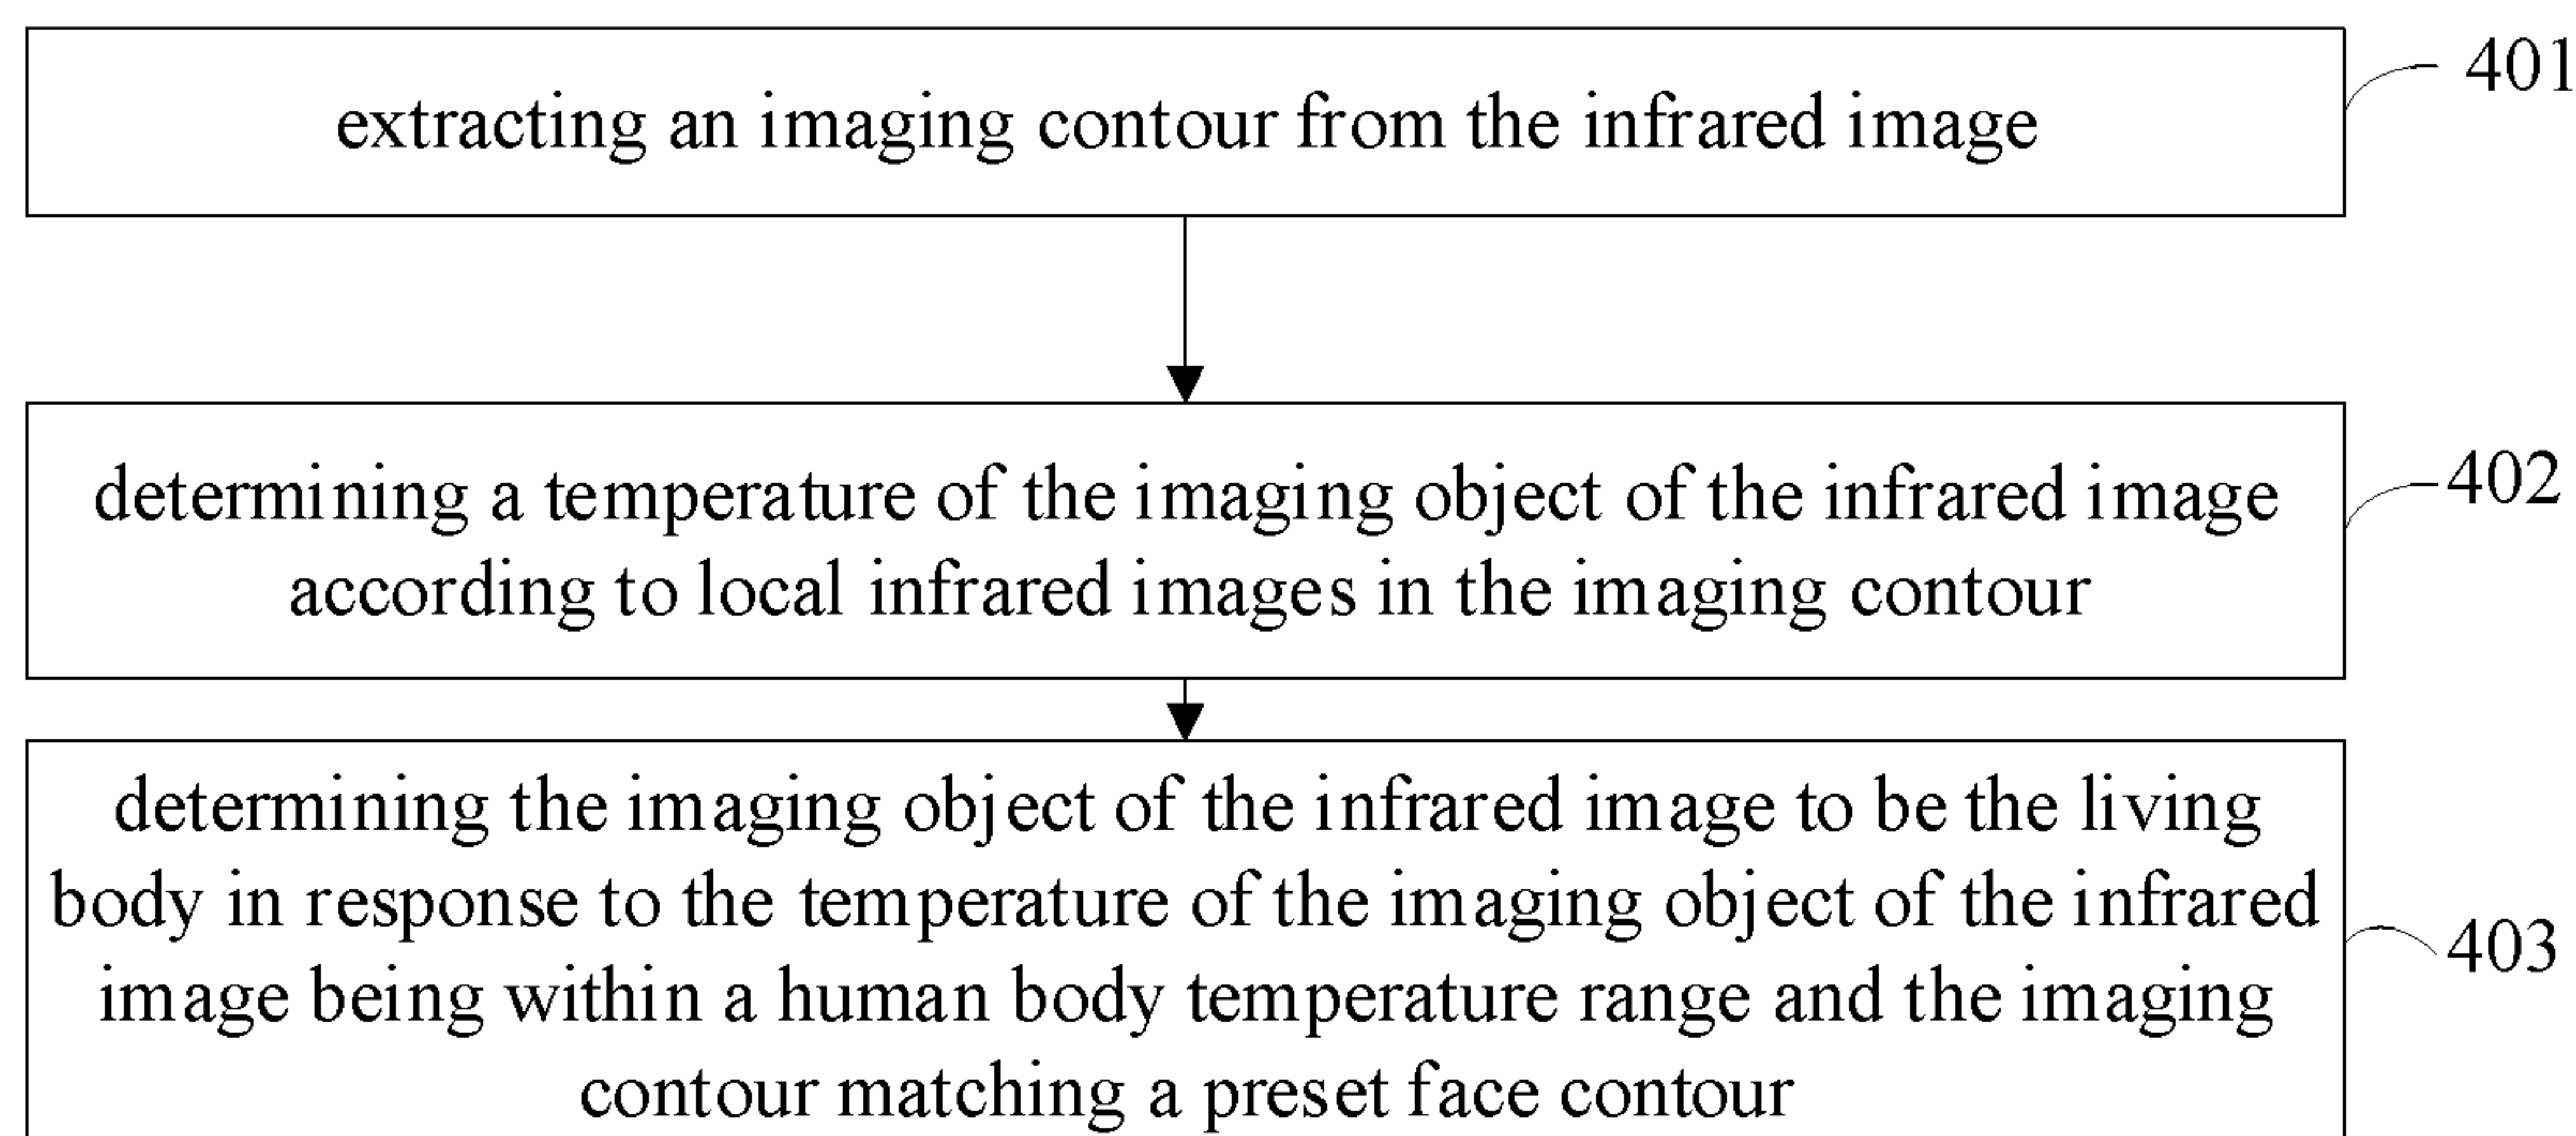 extracting an imaging contour from the infrared image
401
determining a temperature of the imaging object of the infrared image
according to local infrared images in the imaging contour
402
determining the imaging object of the infrared image to be the living
body in response to the temperature of the imaging object of the infrared
image being within a human body temperature range and the imaging
contour matching a preset face contour
403